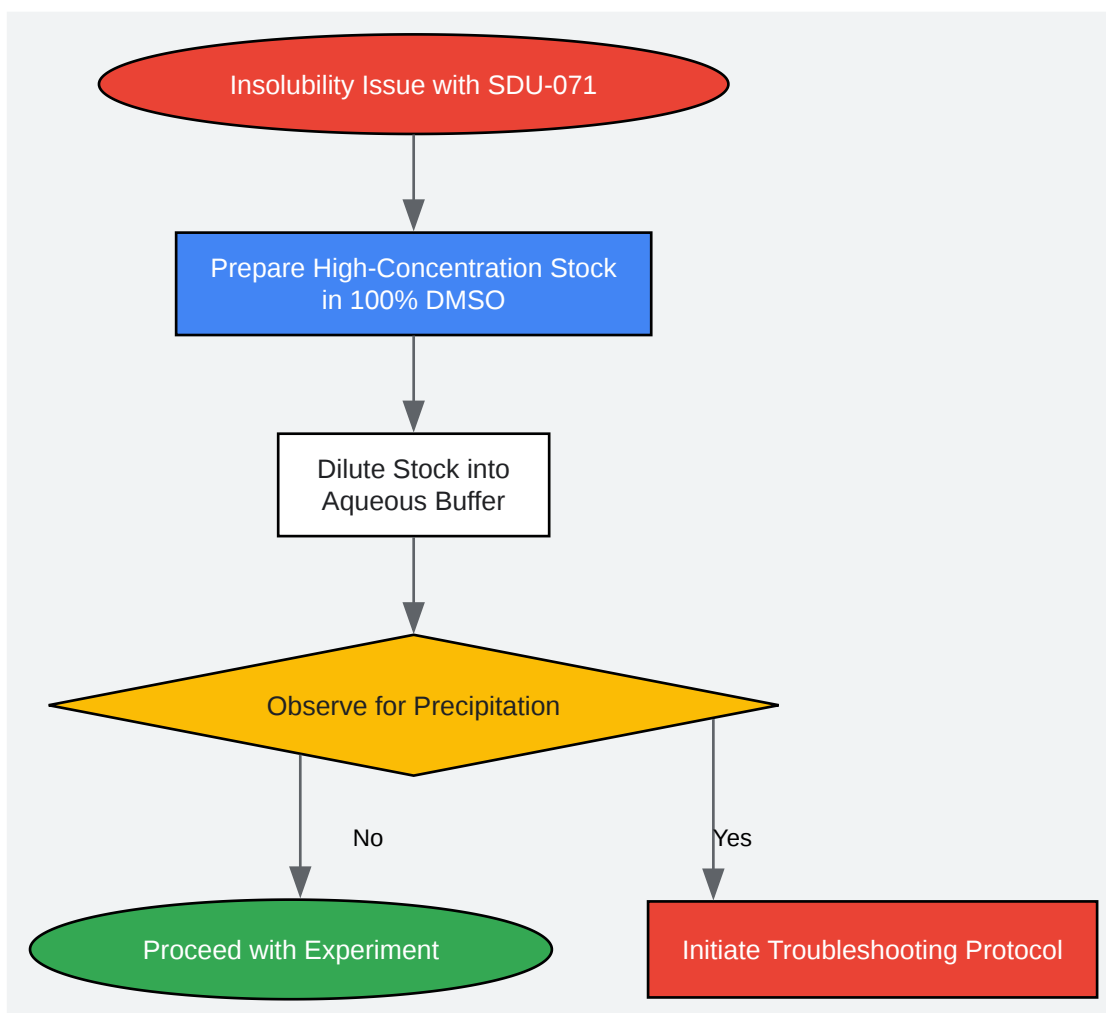 Insolubility Issue with SDU-071
Prepare High-Concentration Stock
in 100% DMSO
Dilute Stock into
Aqueous Buffer
Observe for Precipitation
No
Yes
Proceed with Experiment
Initiate Troubleshooting Protocol